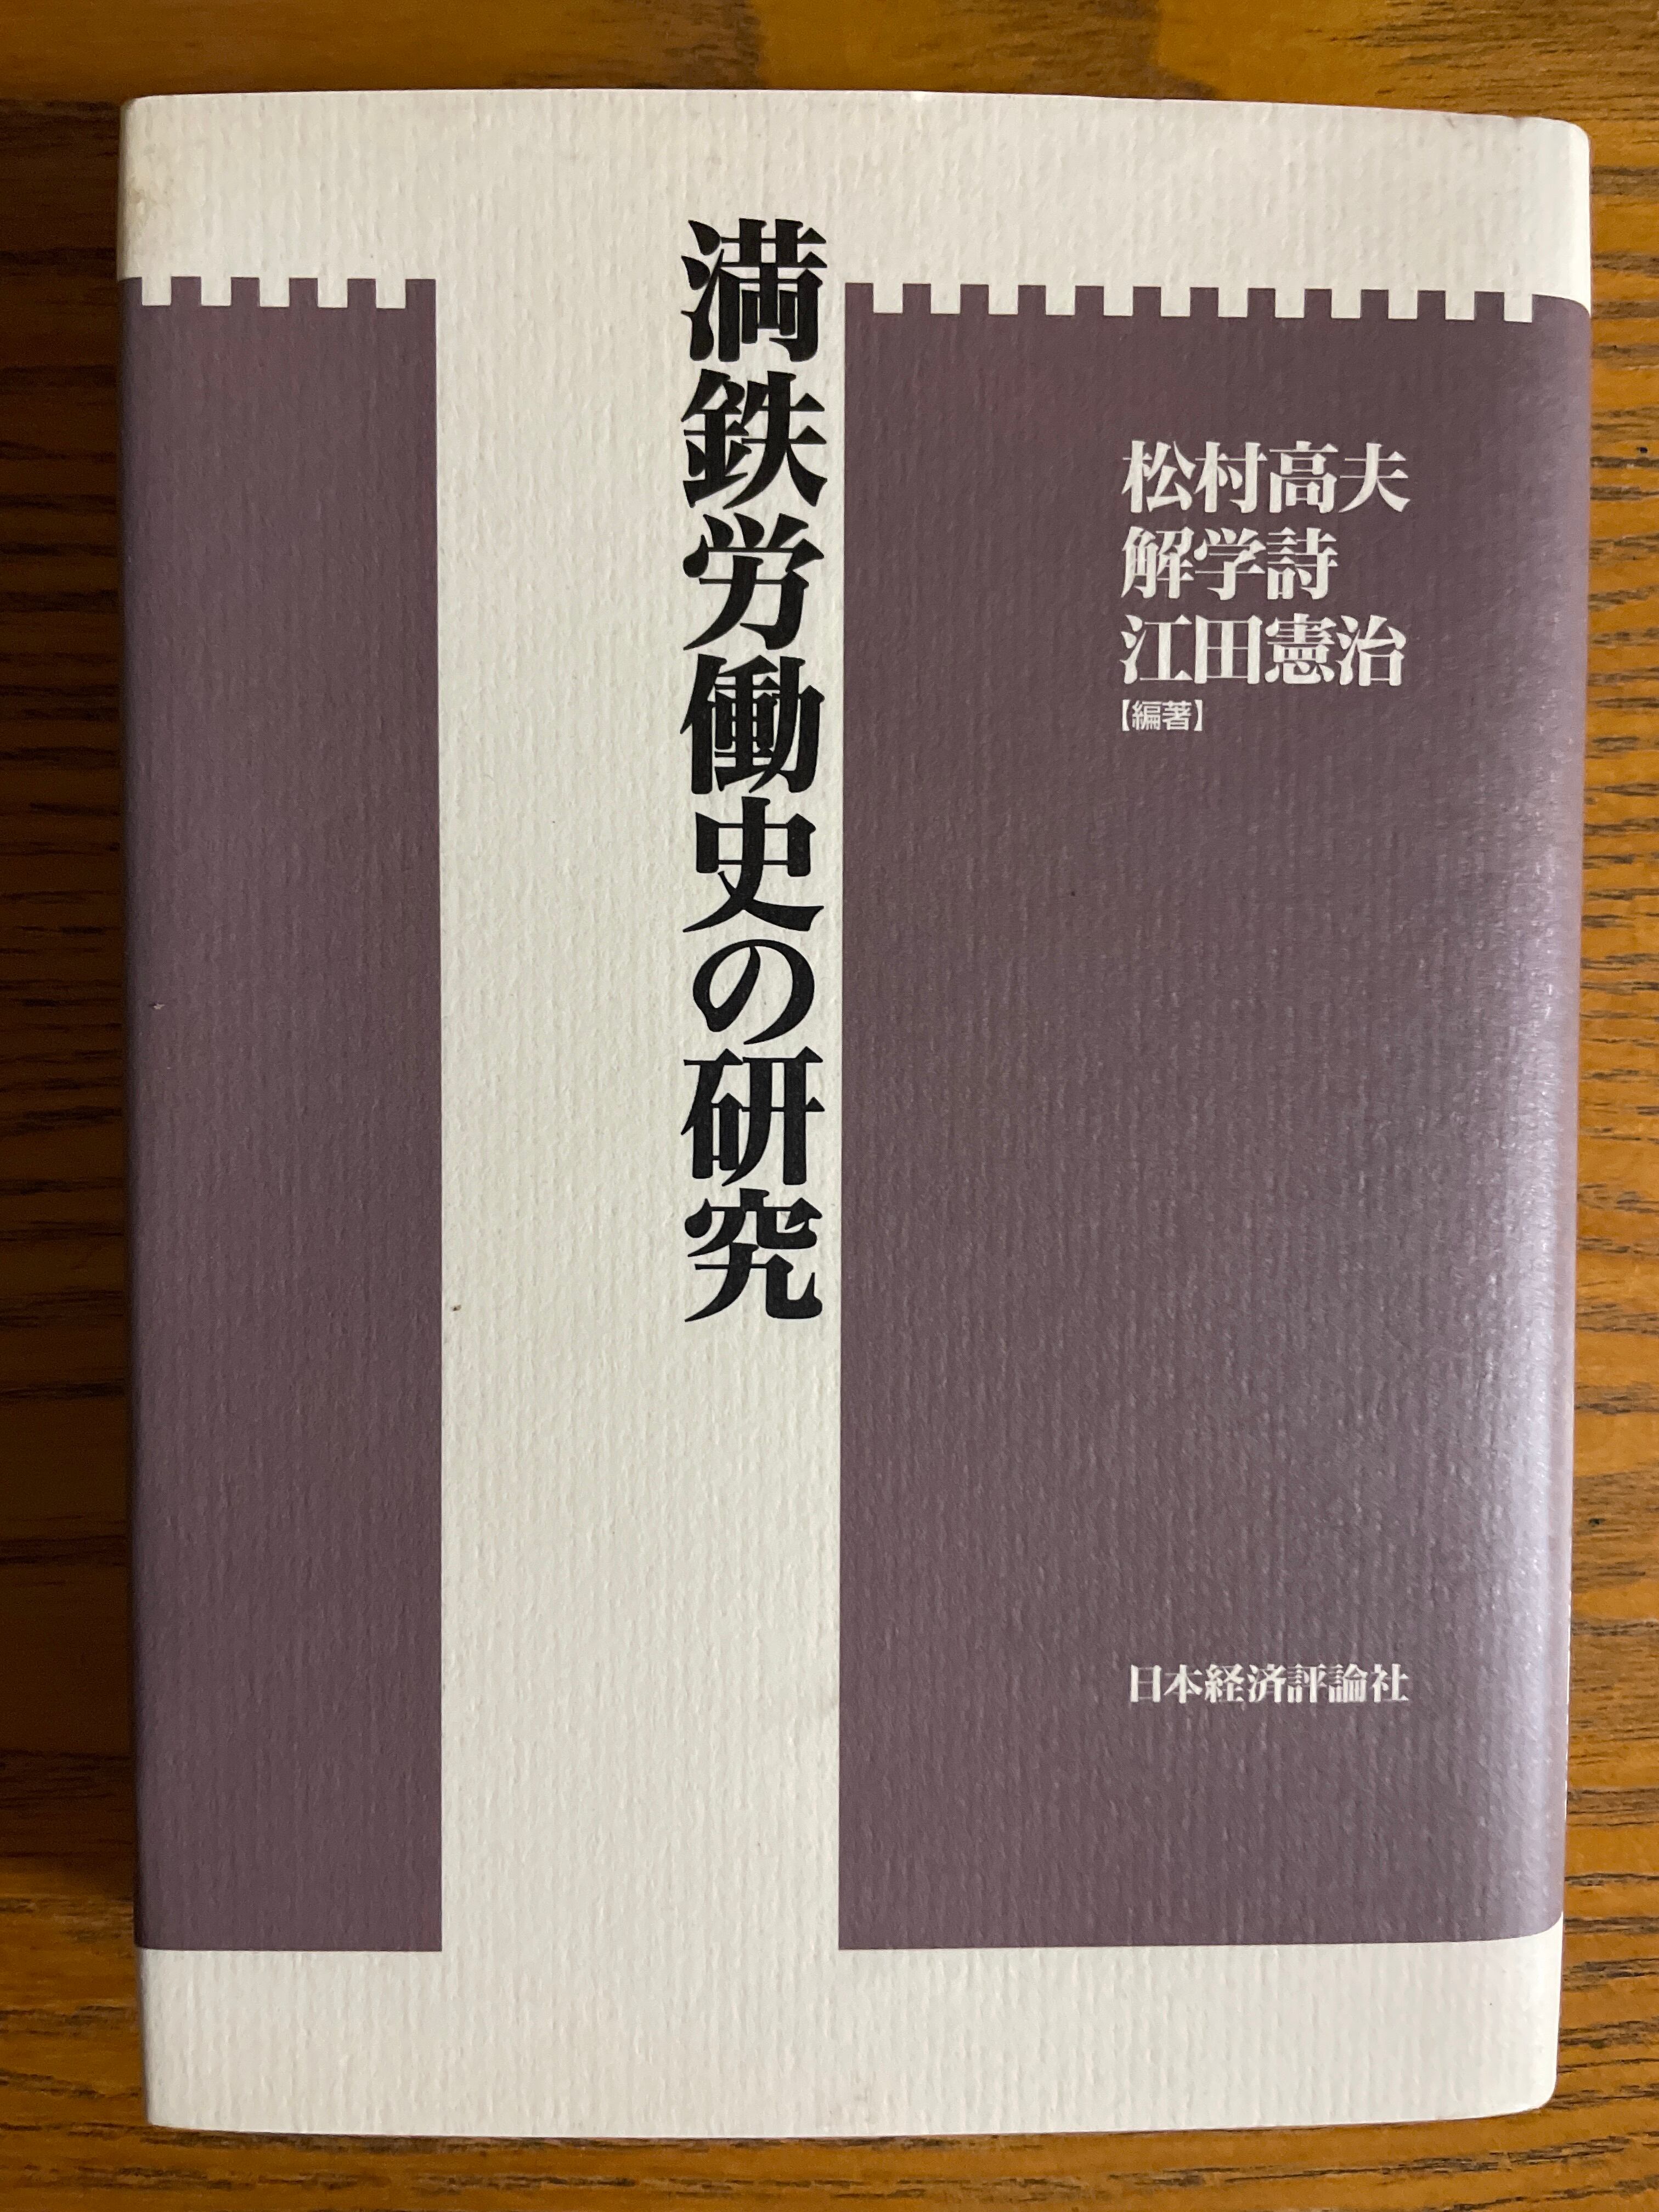 満鉄労働史の研究
松村高夫
解学詩
江田憲治
【編著】
日本経済評論社